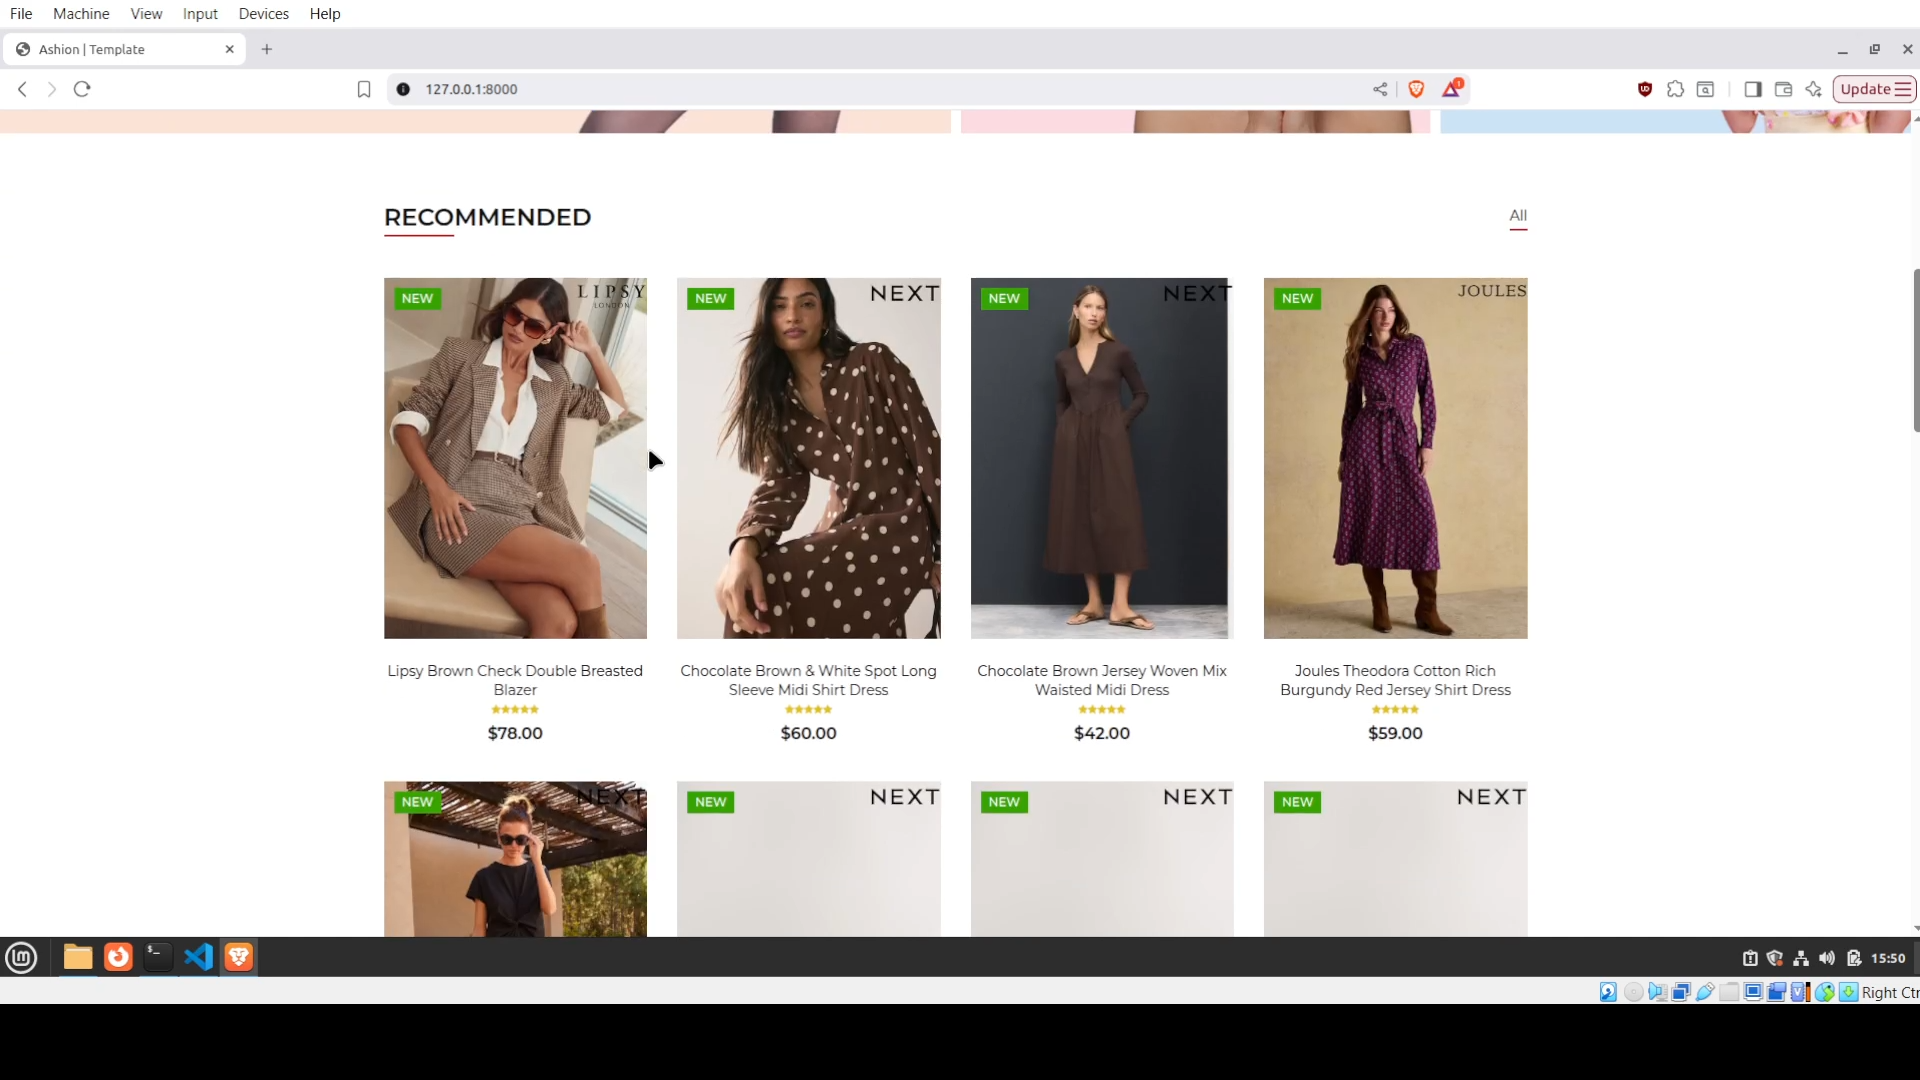 File Machine View Input Devices Help
Ashion | Template
127.0.0.1:8000
1
Update
RECOMMENDED
All
NEW
LIPSY
LONDON
NEW
NEXT
NEW
NEXT
NEW
JOULES
Lipsy Brown Check Double Breasted
Blazer
$78.00
Chocolate Brown & White Spot Long
Sleeve Midi Shirt Dress
$60.00
Chocolate Brown Jersey Woven Mix
Waisted Midi Dress
$42.00
Joules Theodora Cotton Rich
Burgundy Red Jersey Shirt Dress
$59.00
NEW
NEXT
NEW
NEXT
NEW
NEXT
NEW
NEXT
15:50
Right Ctr